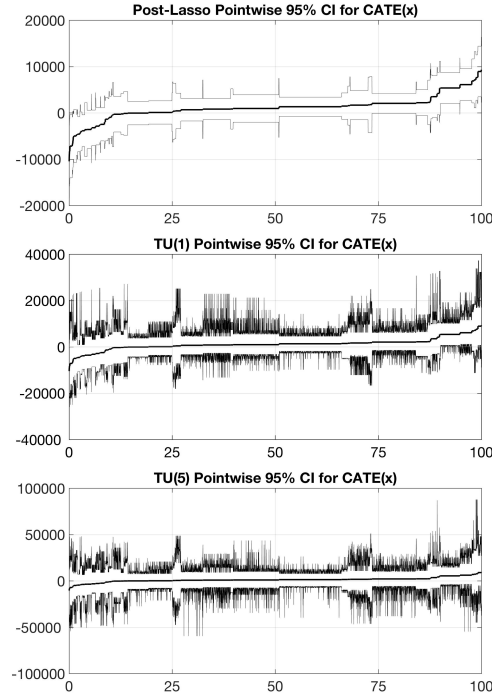 Post-Lasso Pointwise 95% CI for CATE(x)
20000
10000
0
-10000
-20000
0 25 50 75 100
TU(1) Pointwise 95% CI for CATE(x)
40000
20000
0
-20000
-40000
0 25 50 75 100
TU(5) Pointwise 95% CI for CATE(x)
100000
50000
0
-50000
-100000
0 25 50 75 100